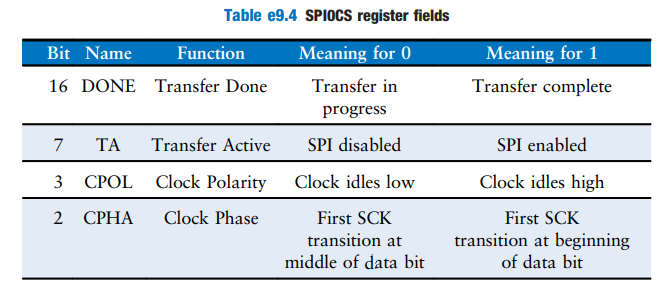 Table e9.4 SPI0CS register fields
Bit Name Function Meaning for 0 Meaning for 1
16 DONE Transfer Done Transfer in progress Transfer complete
7 TA Transfer Active SPI disabled SPI enabled
3 CPOL Clock Polarity Clock idles low Clock idles high
2 CPHA Clock Phase First SCK transition at middle of data bit First SCK transition at beginning of data bit